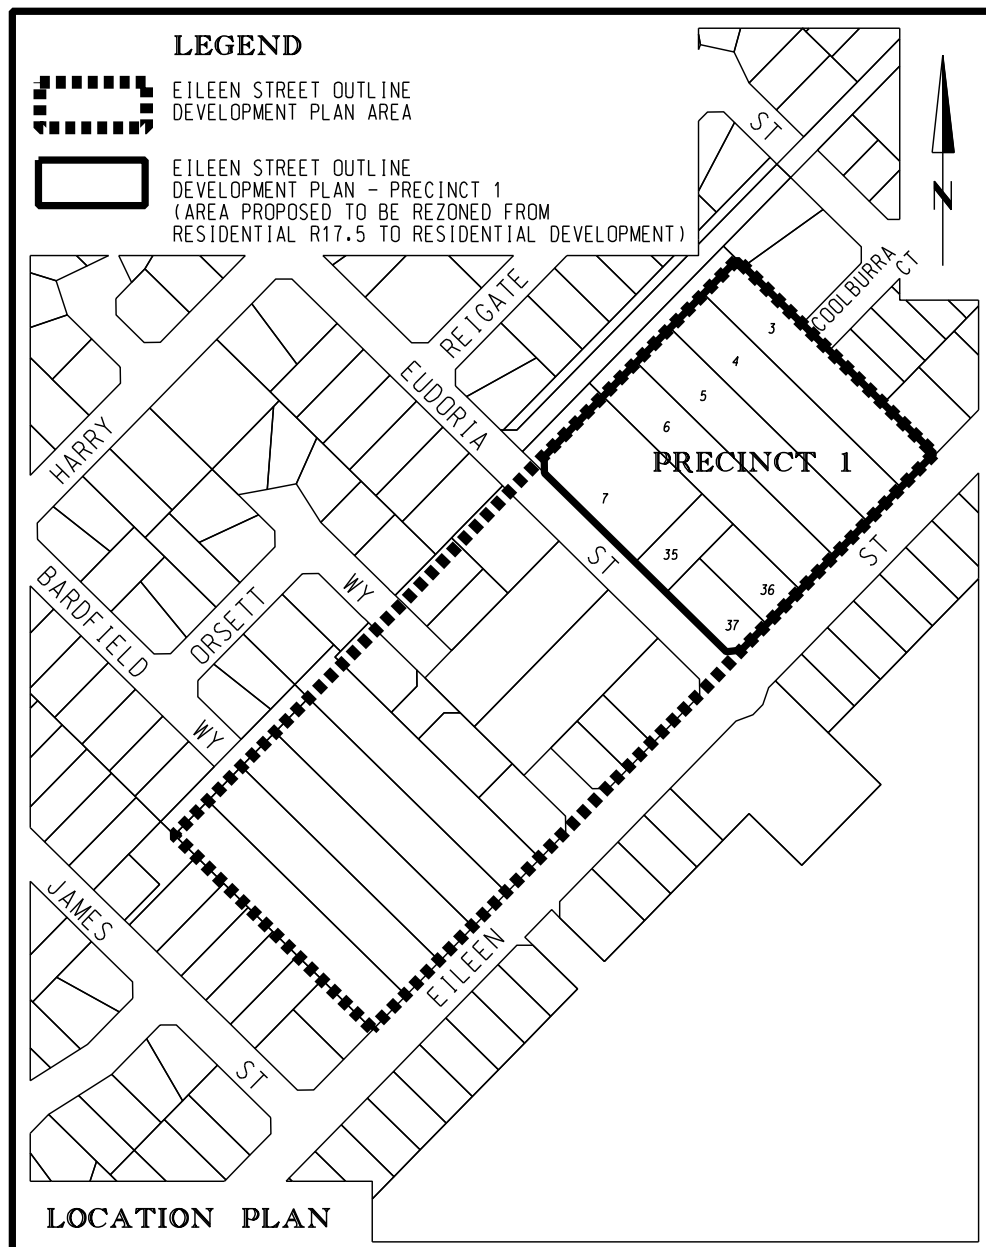 LEGEND
EILEEN STREET OUTLINE
DEVELOPMENT PLAN AREA
EILEEN STREET OUTLINE
DEVELOPMENT PLAN - PRECINCT 1
(AREA PROPOSED TO BE REZONED FROM
RESIDENTIAL R17.5 TO RESIDENTIAL DEVELOPMENT)
ST
N
COOLBURRA
CT
REIGATE
EUDORIA
ST
HARRY
3
4
5
6
PRECINCT 1
7
35
36
37
ST
BARDFIELD
WY
ORSETT
WY
JAMES
ST
EILEEN
LOCATION PLAN